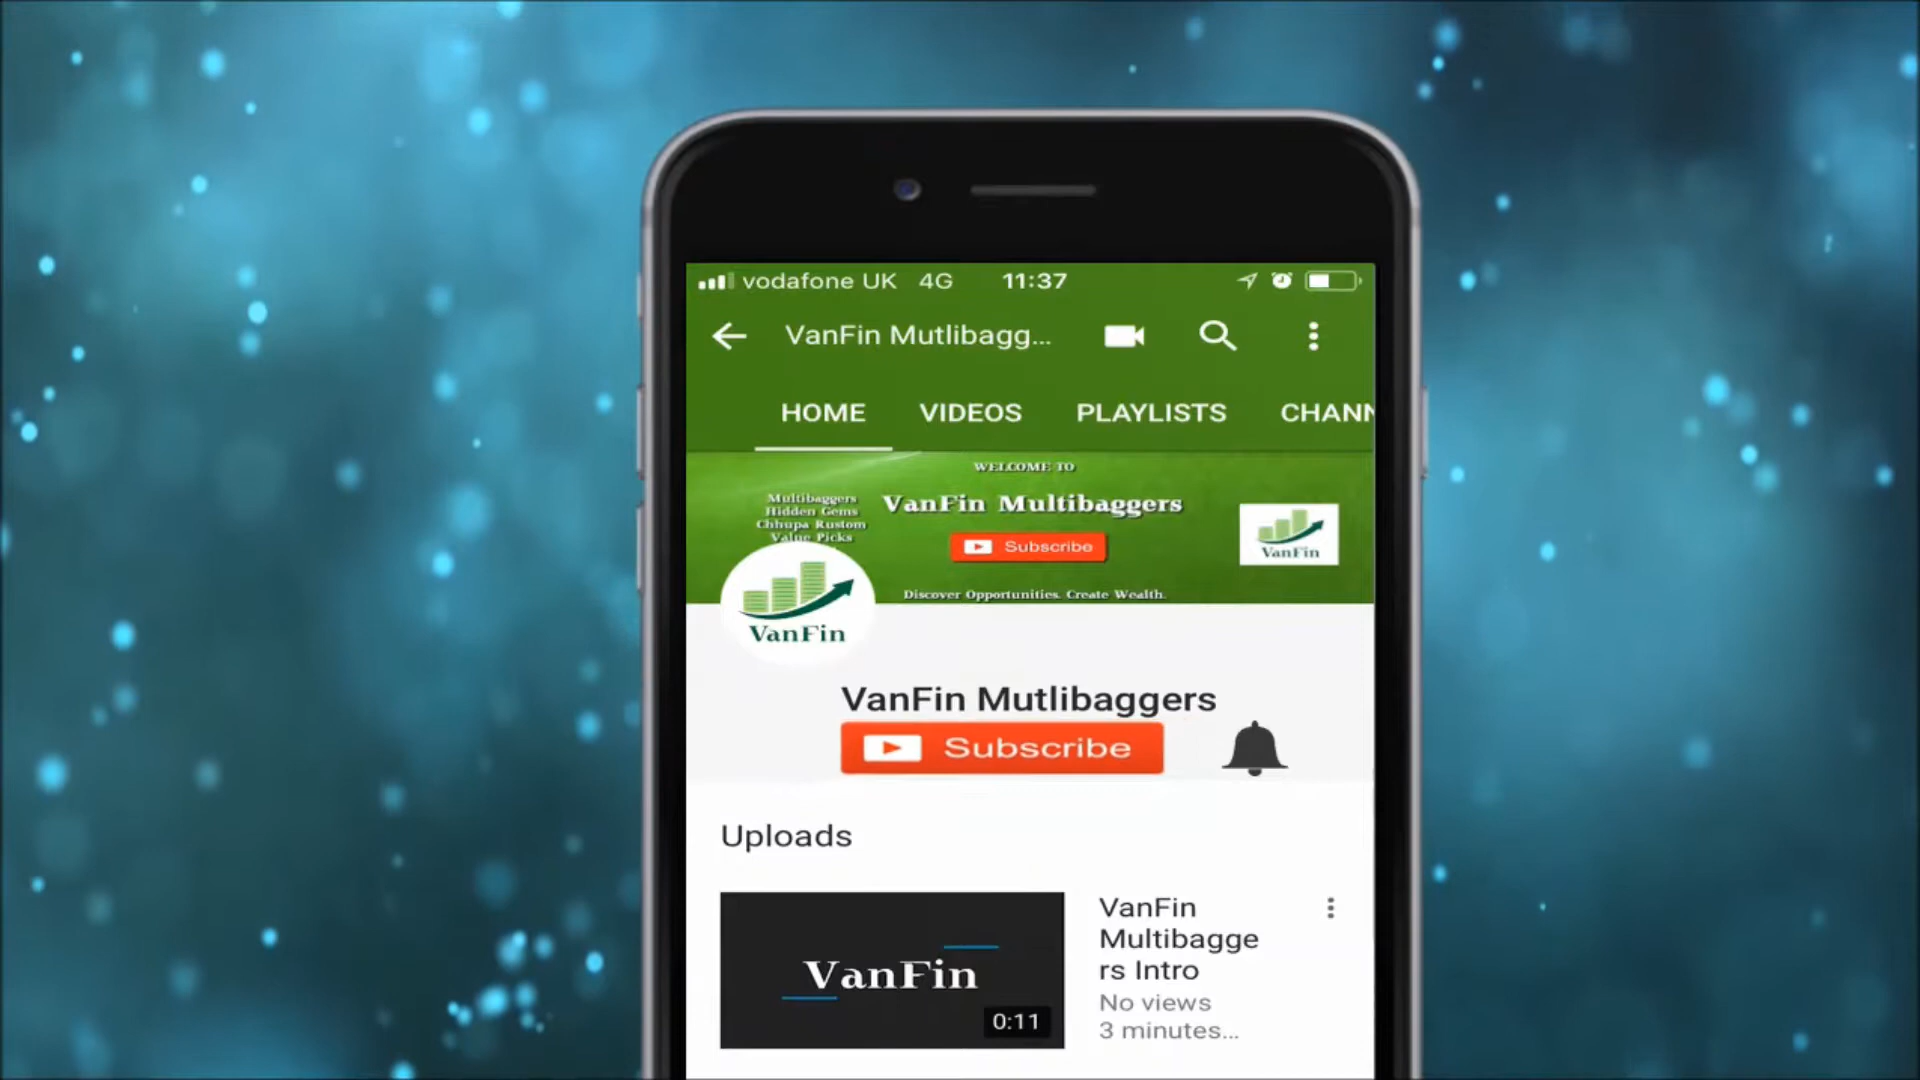 vodafone UK 4G 11:37
VanFin Mutlibagg...
HOME VIDEOS PLAYLISTS CHANN
WELCOME TO
VanFin Multibaggers
Subscribe
Discover Opportunities. Create Wealth.
Multibaggers
Hidden Gems
Chhupa Rustom
Value Picks
VanFin
VanFin
VanFin Mutlibaggers
Subscribe
Uploads
VanFin
0:11
VanFin
Multibagge
rs Intro
No views
3 minutes...